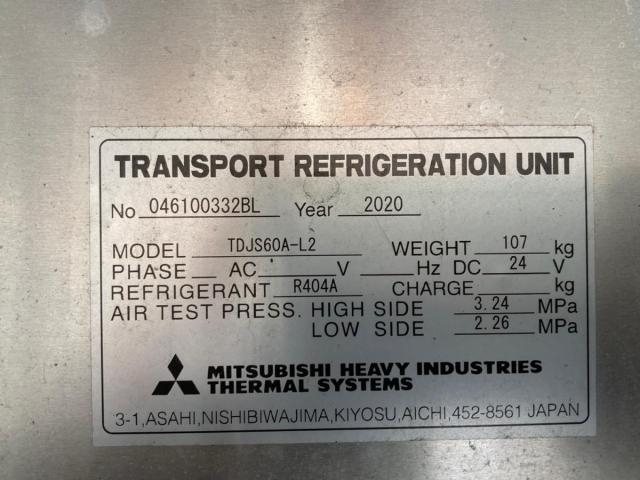 TRANSPORT REFRIGERATION UNIT
No 046100332BL Year 2020
MODEL TDJS60A-L2 WEIGHT 107 kg
PHASE AC V Hz DC 24 V
REFRIGERANT R404A CHARGE kg
AIR TEST PRESS. HIGH SIDE 3.24 MPa
LOW SIDE 2.26 MPa
MITSUBISHI HEAVY INDUSTRIES
THERMAL SYSTEMS
3-1,ASAHI,NISHIBIWAJIMA,KIYOSU,AICHI,452-8561 JAPAN